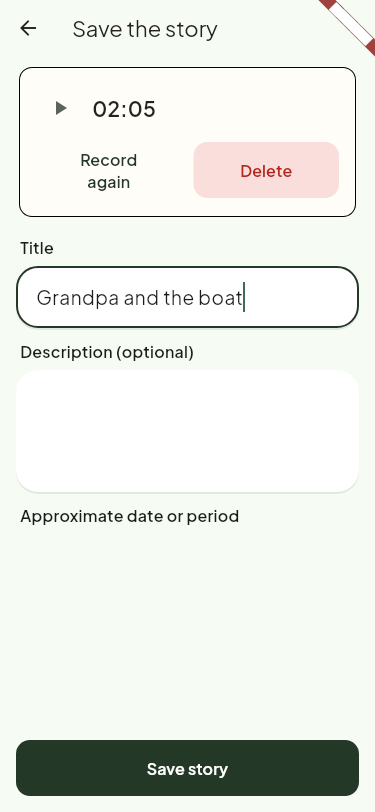 Save the story
02:05
Record
again
Delete
Title
Grandpa and the boat
Description (optional)
Approximate date or period
Save story